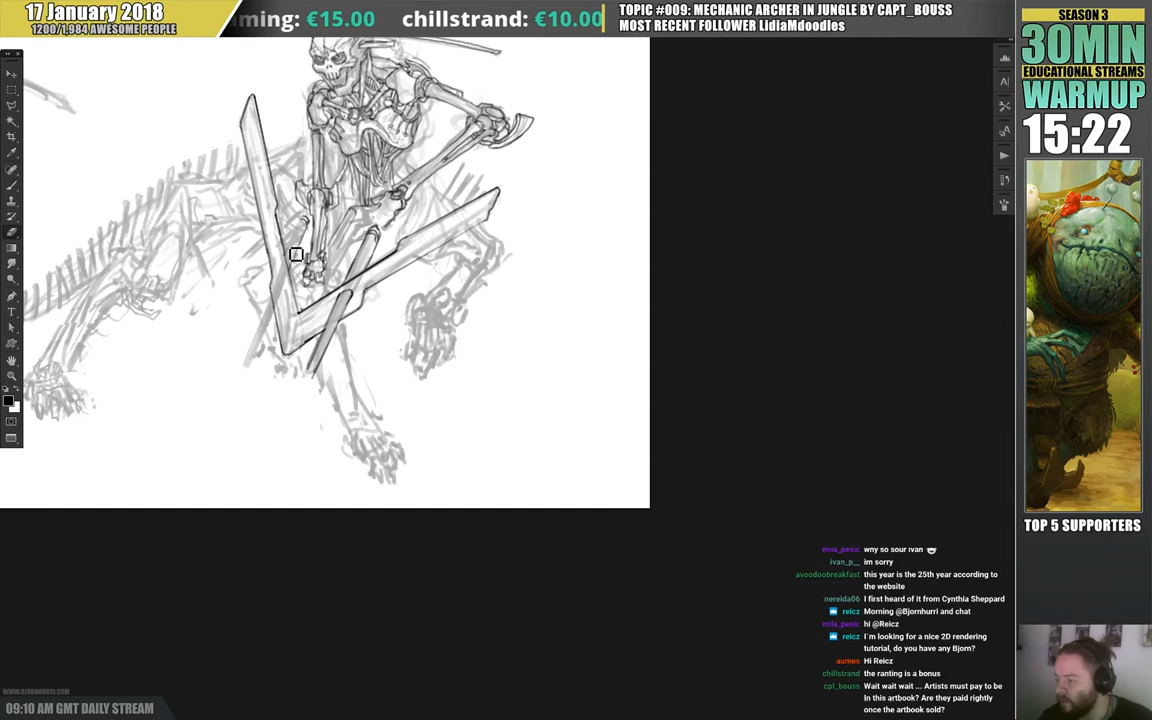 17 January 2018
1200/1,984 AWESOME PEOPLE
ming: €15.00 chillstrand: €10.00
TOPIC #009: MECHANIC ARCHER IN JUNGLE BY CAPT_BOUSS
MOST RECENT FOLLOWER LidiaMdoodles
SEASON 3
30MIN
EDUCATIONAL STREAMS
WARMUP
15:22
TOP 5 SUPPORTERS
mila_pesic why so sour ivan
ivan_p__ im sorry
avoodoobreakfast this year is the 25th year according to
the website
nereida06 I first heard of it from Cynthia Sheppard
reicz Morning @Bjornhurri and chat
mila_pesic hi @Reicz
reicz I'm looking for a nice 2D rendering
tutorial, do you have any Bjorn?
aumes Hi Reicz
chillstrand the ranting is a bonus
cpt_bouss Wait wait wait ... Artists must pay to be
In this artbook? Are they paid rightly
once the artbook sold?
WWW.BJORNHURRI.COM
09:10 AM GMT DAILY STREAM